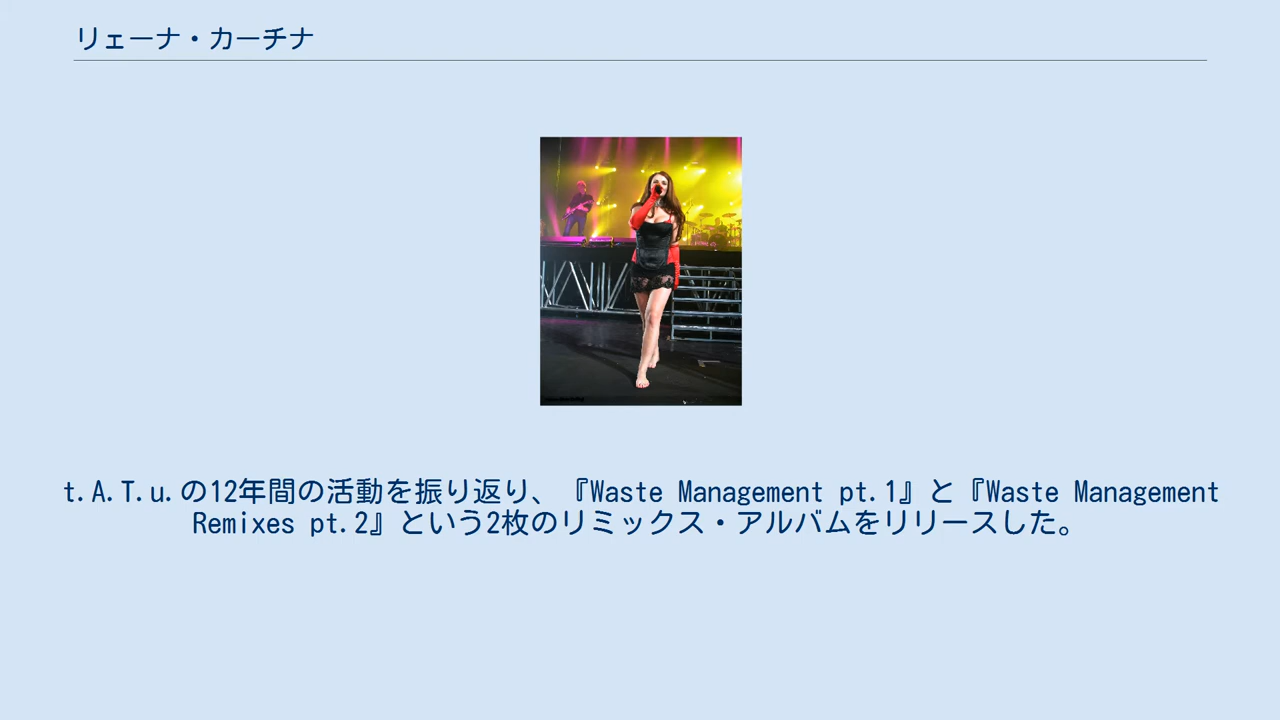 リェーナ・カーチナ
t.A.T.u.の12年間の活動を振り返り、『Waste Management pt.1』と『Waste Management
Remixes pt.2』という2枚のリミックス・アルバムをリリースした。